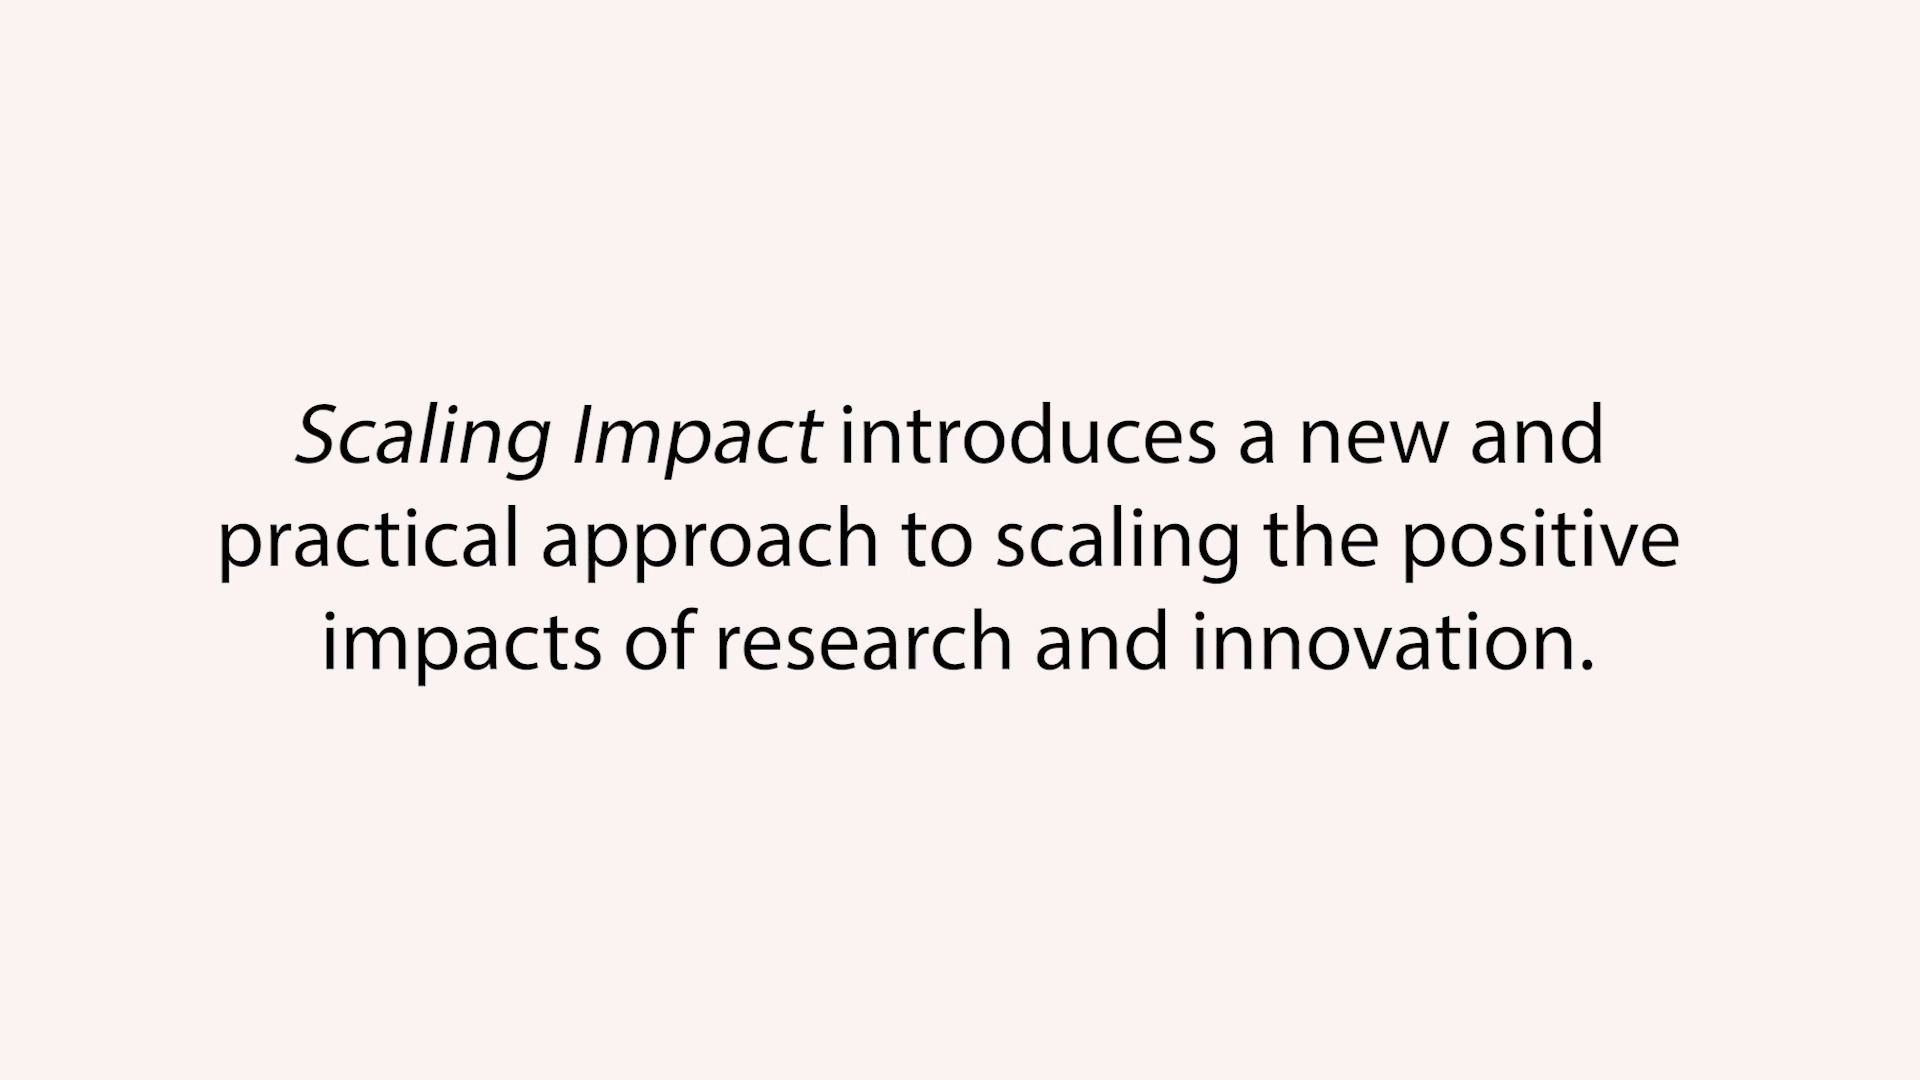 Scaling Impact introduces a new and
practical approach to scaling the positive
impacts of research and innovation.